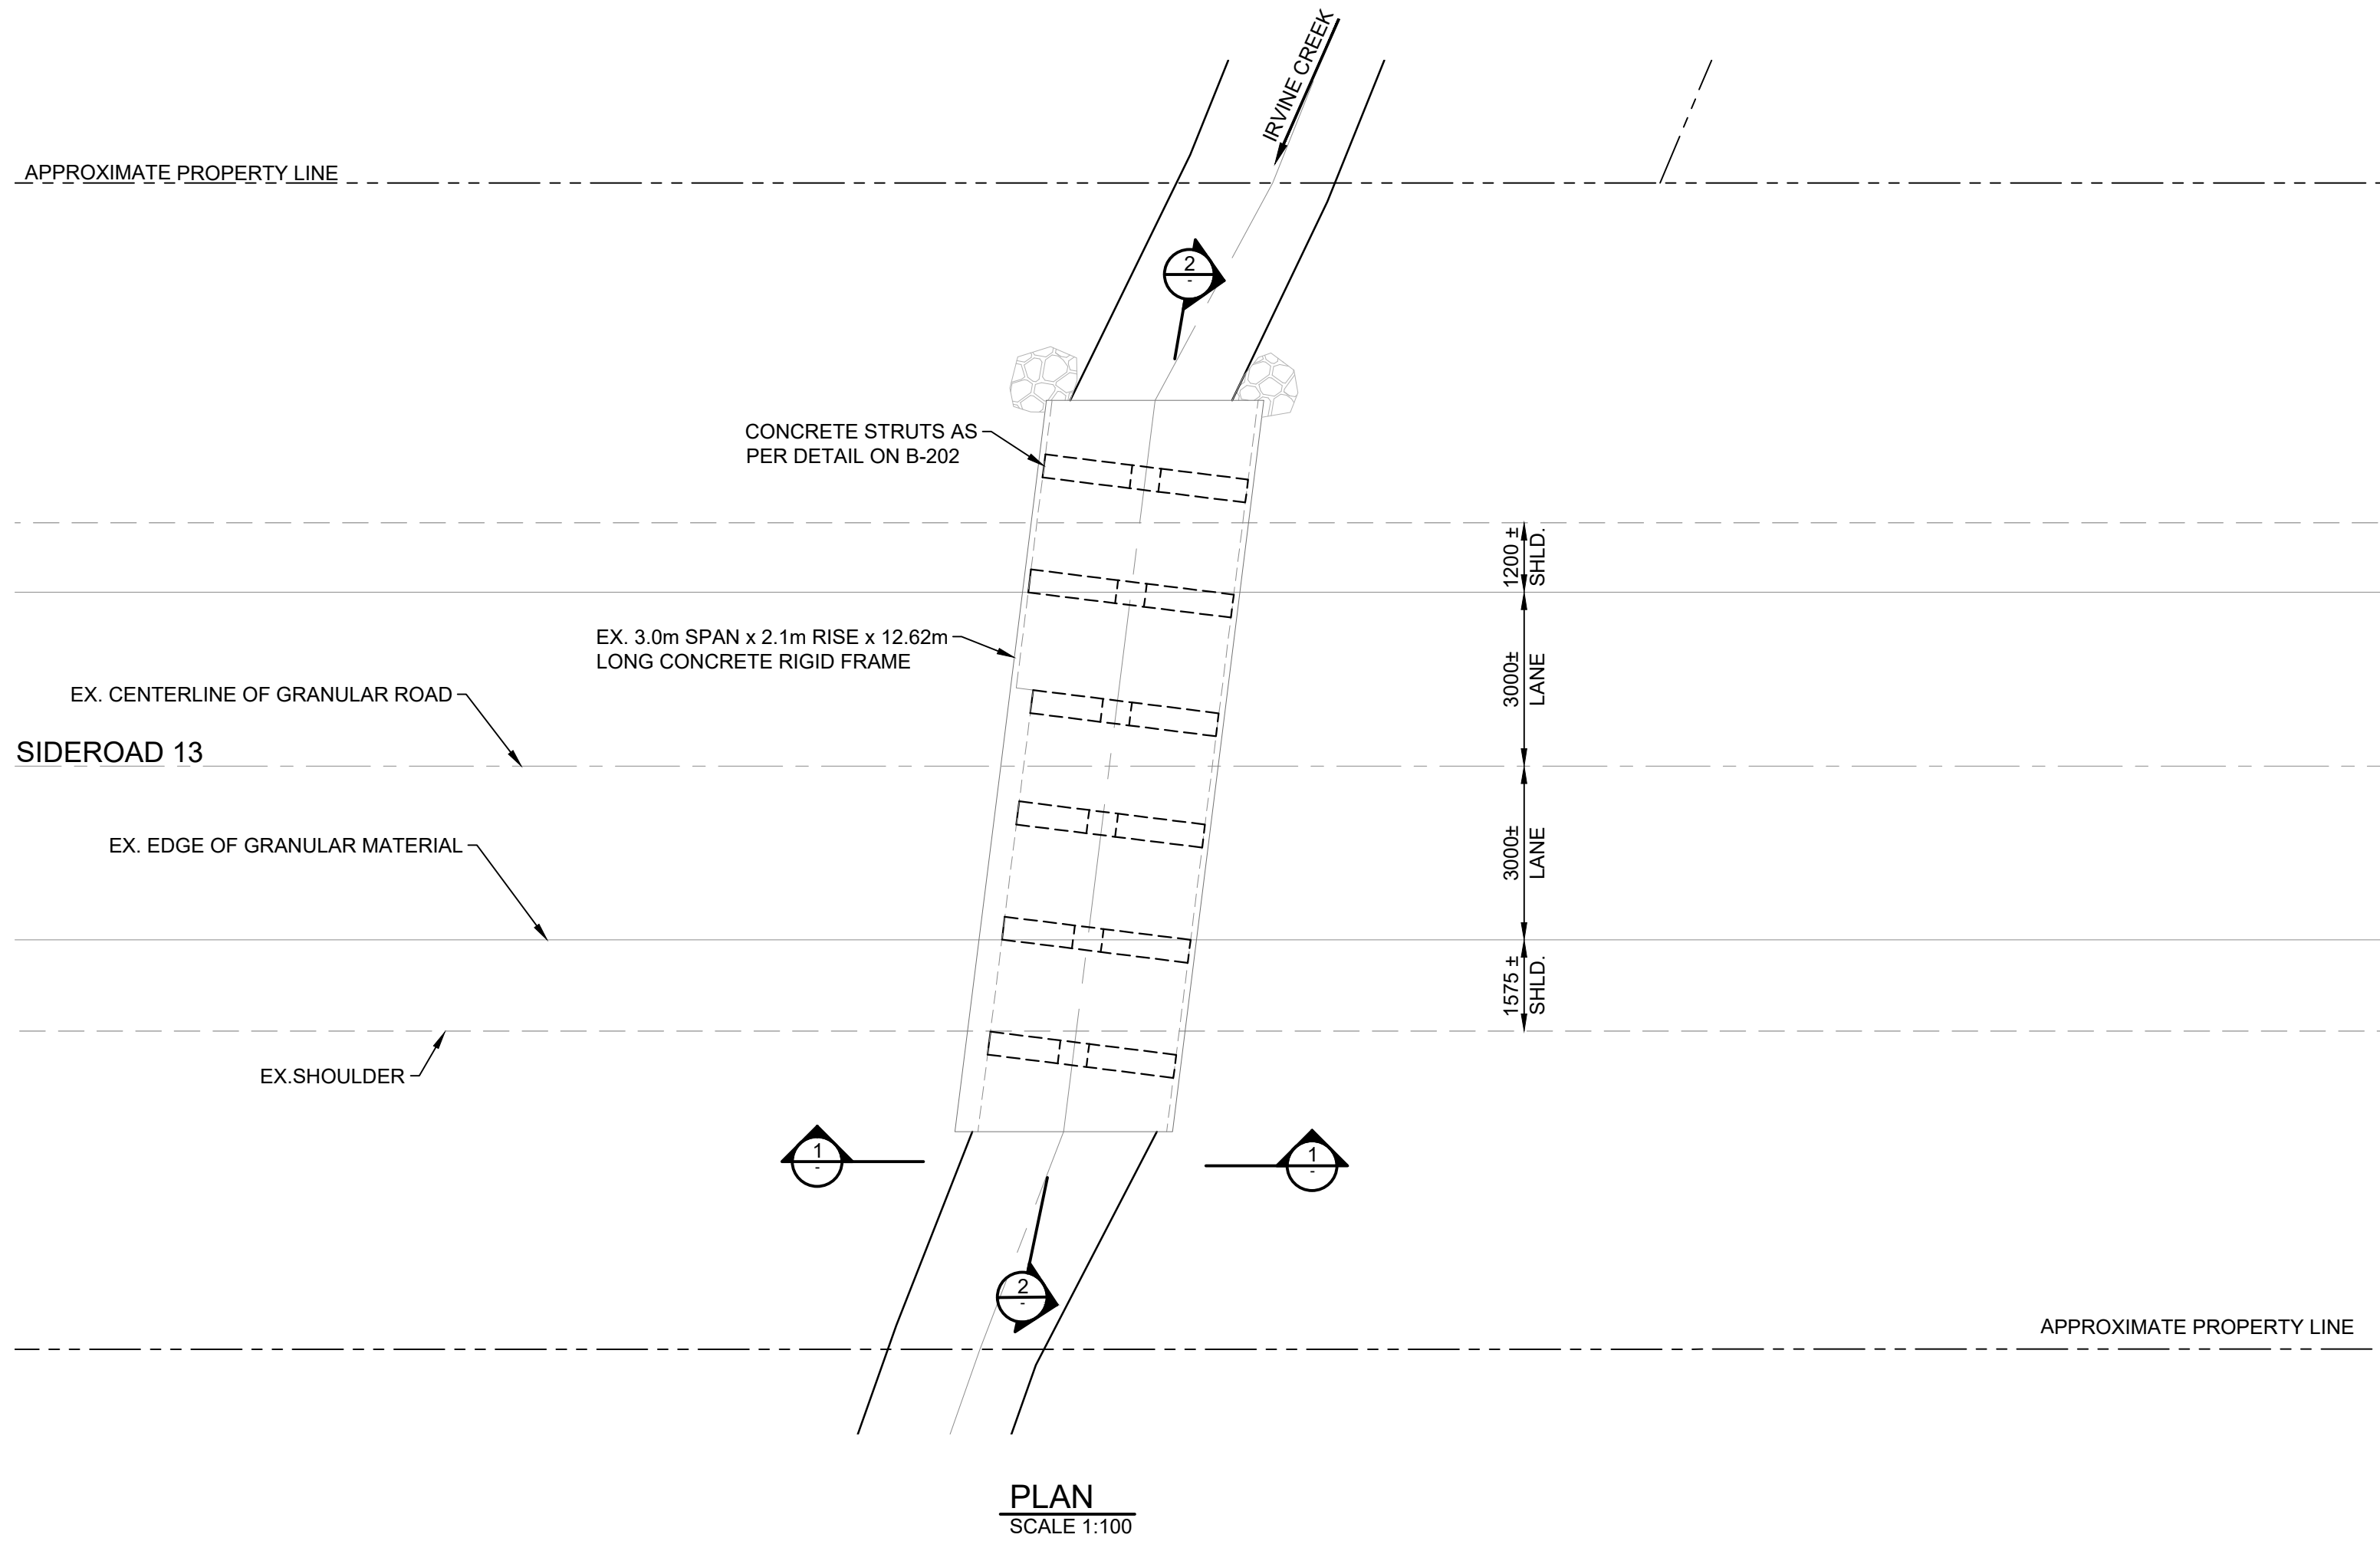 IRVINE CREEK
APPROXIMATE PROPERTY LINE
2
-
CONCRETE STRUTS AS
PER DETAIL ON B-202
1200 ±
SHLD.
EX. 3.0m SPAN x 2.1m RISE x 12.62m
LONG CONCRETE RIGID FRAME
3000±
LANE
EX. CENTERLINE OF GRANULAR ROAD
SIDEROAD 13
EX. EDGE OF GRANULAR MATERIAL
3000±
LANE
1575 ±
SHLD.
EX.SHOULDER
1
-
1
-
2
-
APPROXIMATE PROPERTY LINE
PLAN
SCALE 1:100